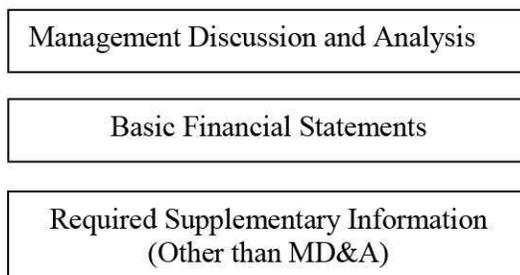 Management Discussion and Analysis
Basic Financial Statements
Required Supplementary Information
(Other than MD&A)